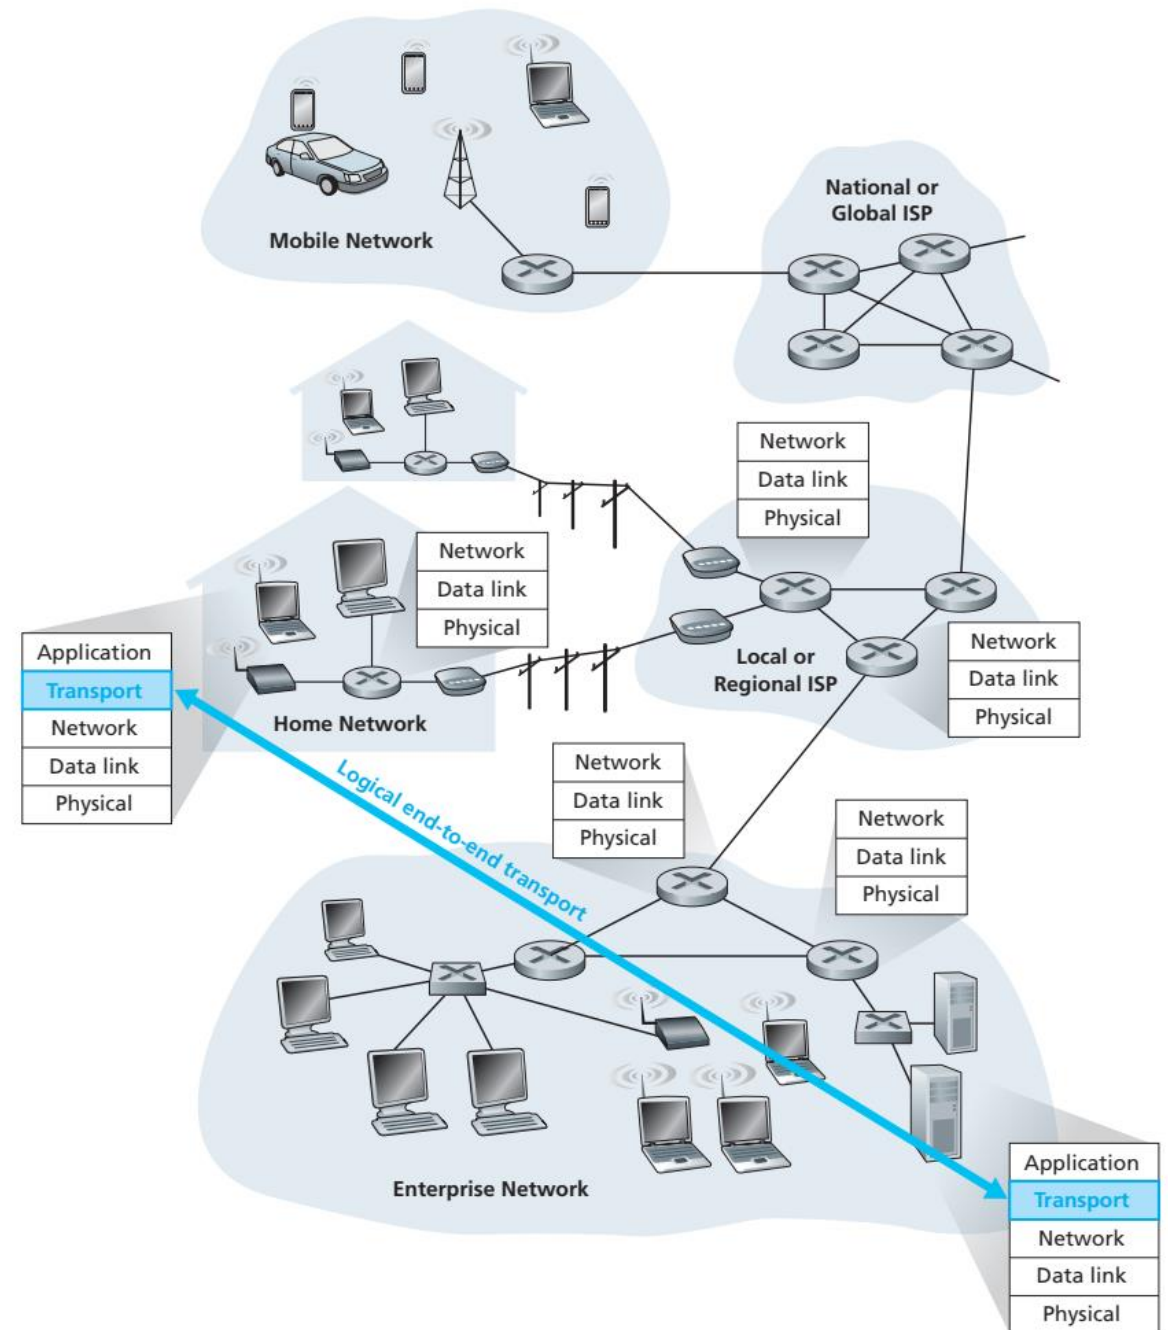 National or
Global ISP
Mobile Network
Network
Data link
Physical
Network
Data link
Physical
Application
Transport
Network
Data link
Physical
Home Network
Local or
Regional ISP
Network
Data link
Physical
Logical end-to-end transport
Network
Data link
Physical
Network
Data link
Physical
Enterprise Network
Application
Transport
Network
Data link
Physical